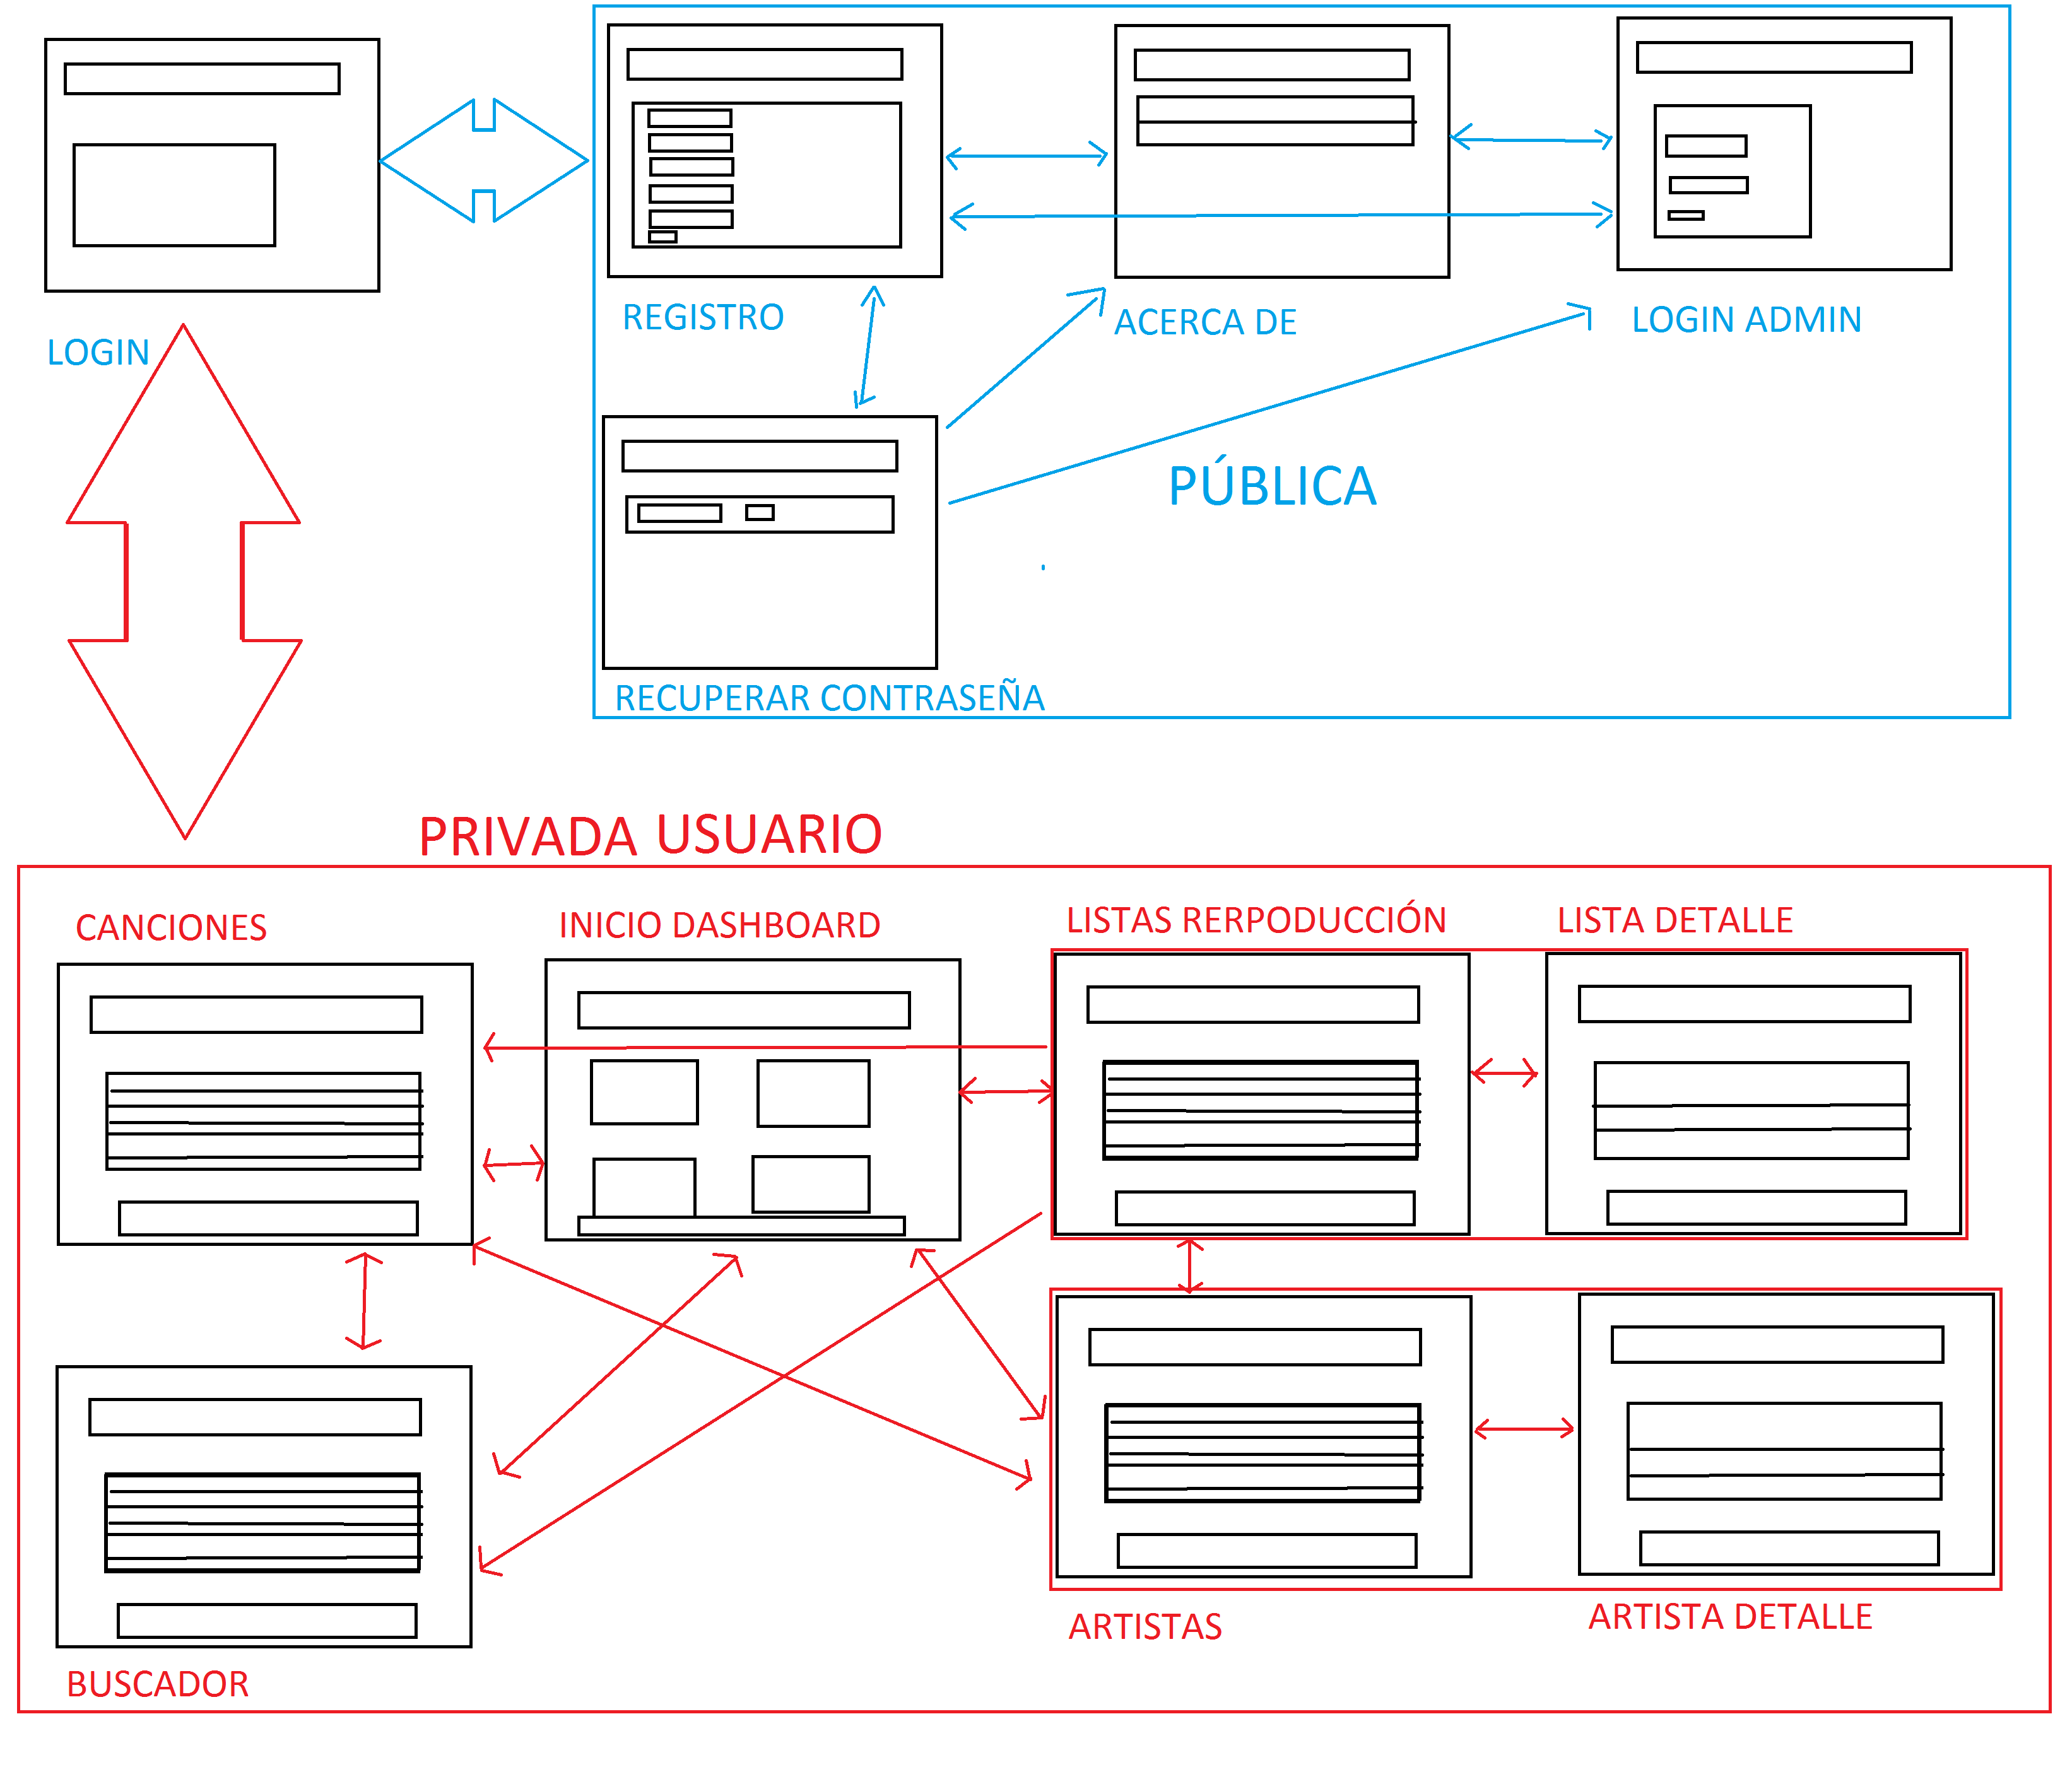 LOGIN
REGISTRO
ACERCA DE
LOGIN ADMIN
PÚBLICA
RECUPERAR CONTRASEÑA
PRIVADA USUARIO
CANCIONES
INICIO DASHBOARD
LISTAS RERPODUCCIÓN
LISTA DETALLE
ARTISTAS
ARTISTA DETALLE
BUSCADOR